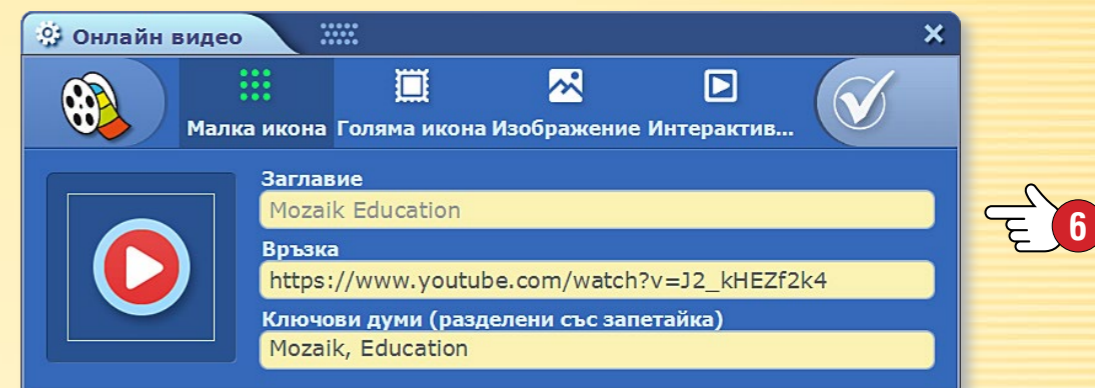 Онлайн видео
Малка икона Голяма икона Изображение Интерактив...
Заглавие
Mozaik Education
Връзка
https://www.youtube.com/watch?v=J2_kHEZf2k4
Ключови думи (разделени със запетайка)
Mozaik, Education
6